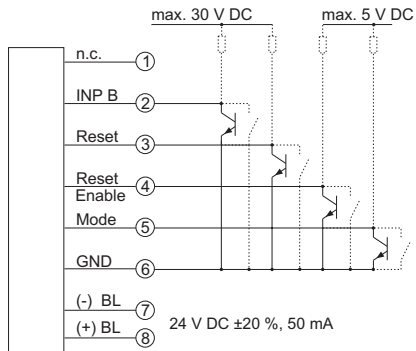 max. 30 V DC
max. 5 V DC
n.c. 1
INP B 2
Reset 3
Reset
Enable 4
Mode 5
GND 6
(-) BL 7
(+) BL 8
24 V DC ±20 %, 50 mA